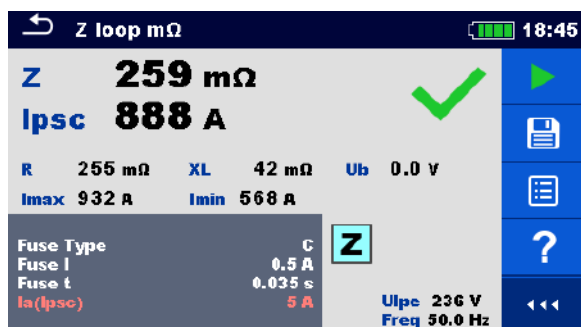 Z loop mΩ 18:45
Z 259 mΩ
Ipsc 888 A
R 255 mΩ XL 42 mΩ Ub 0.0 V
Imax 932 A Imin 568 A
Fuse Type C
Z
Fuse I 0.5 A
Fuse t 0.035 s
Ia(Ipsc) 5 A Ulpe 236 V
Freq 50.0 Hz
?